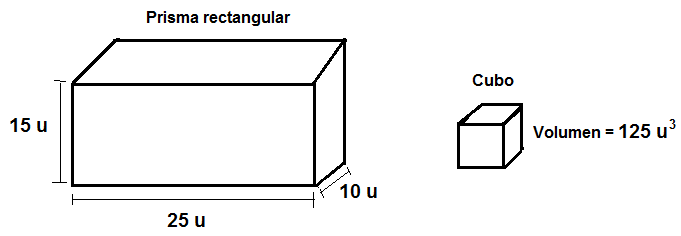 Prisma rectangular
15 u
10 u
25 u
Cubo
Volumen = 125 u³